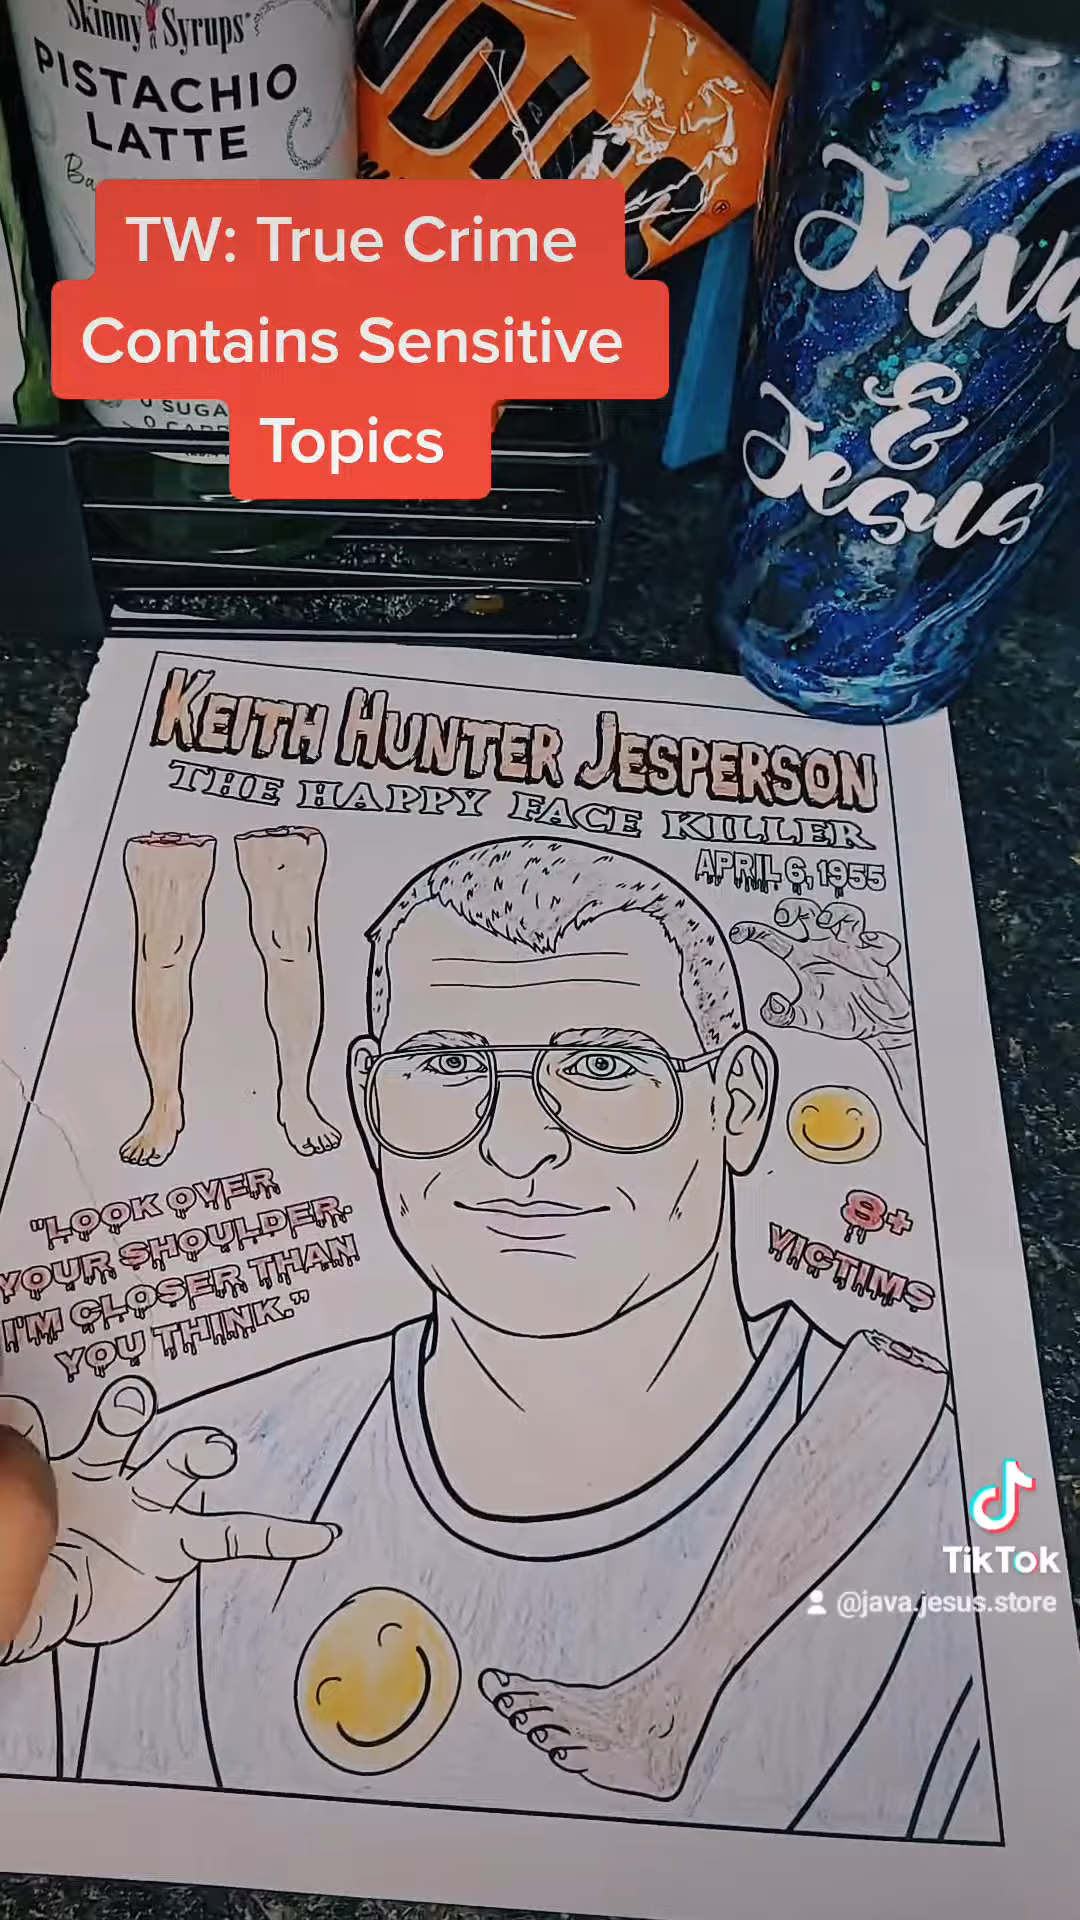 Skinny Syrups
PISTACHIO
LATTE
TW: True Crime
Contains Sensitive
Topics
0 SUGA
Java
&
Jesus
KEITH HUNTER JESPERSON
THE HAPPY FACE KILLER
APRIL 6, 1955
"LOOK OVER
YOUR SHOULDER.
I'M CLOSER THAN
YOU THINK."
8+
VICTIMS
TikTok
@java.jesus.store